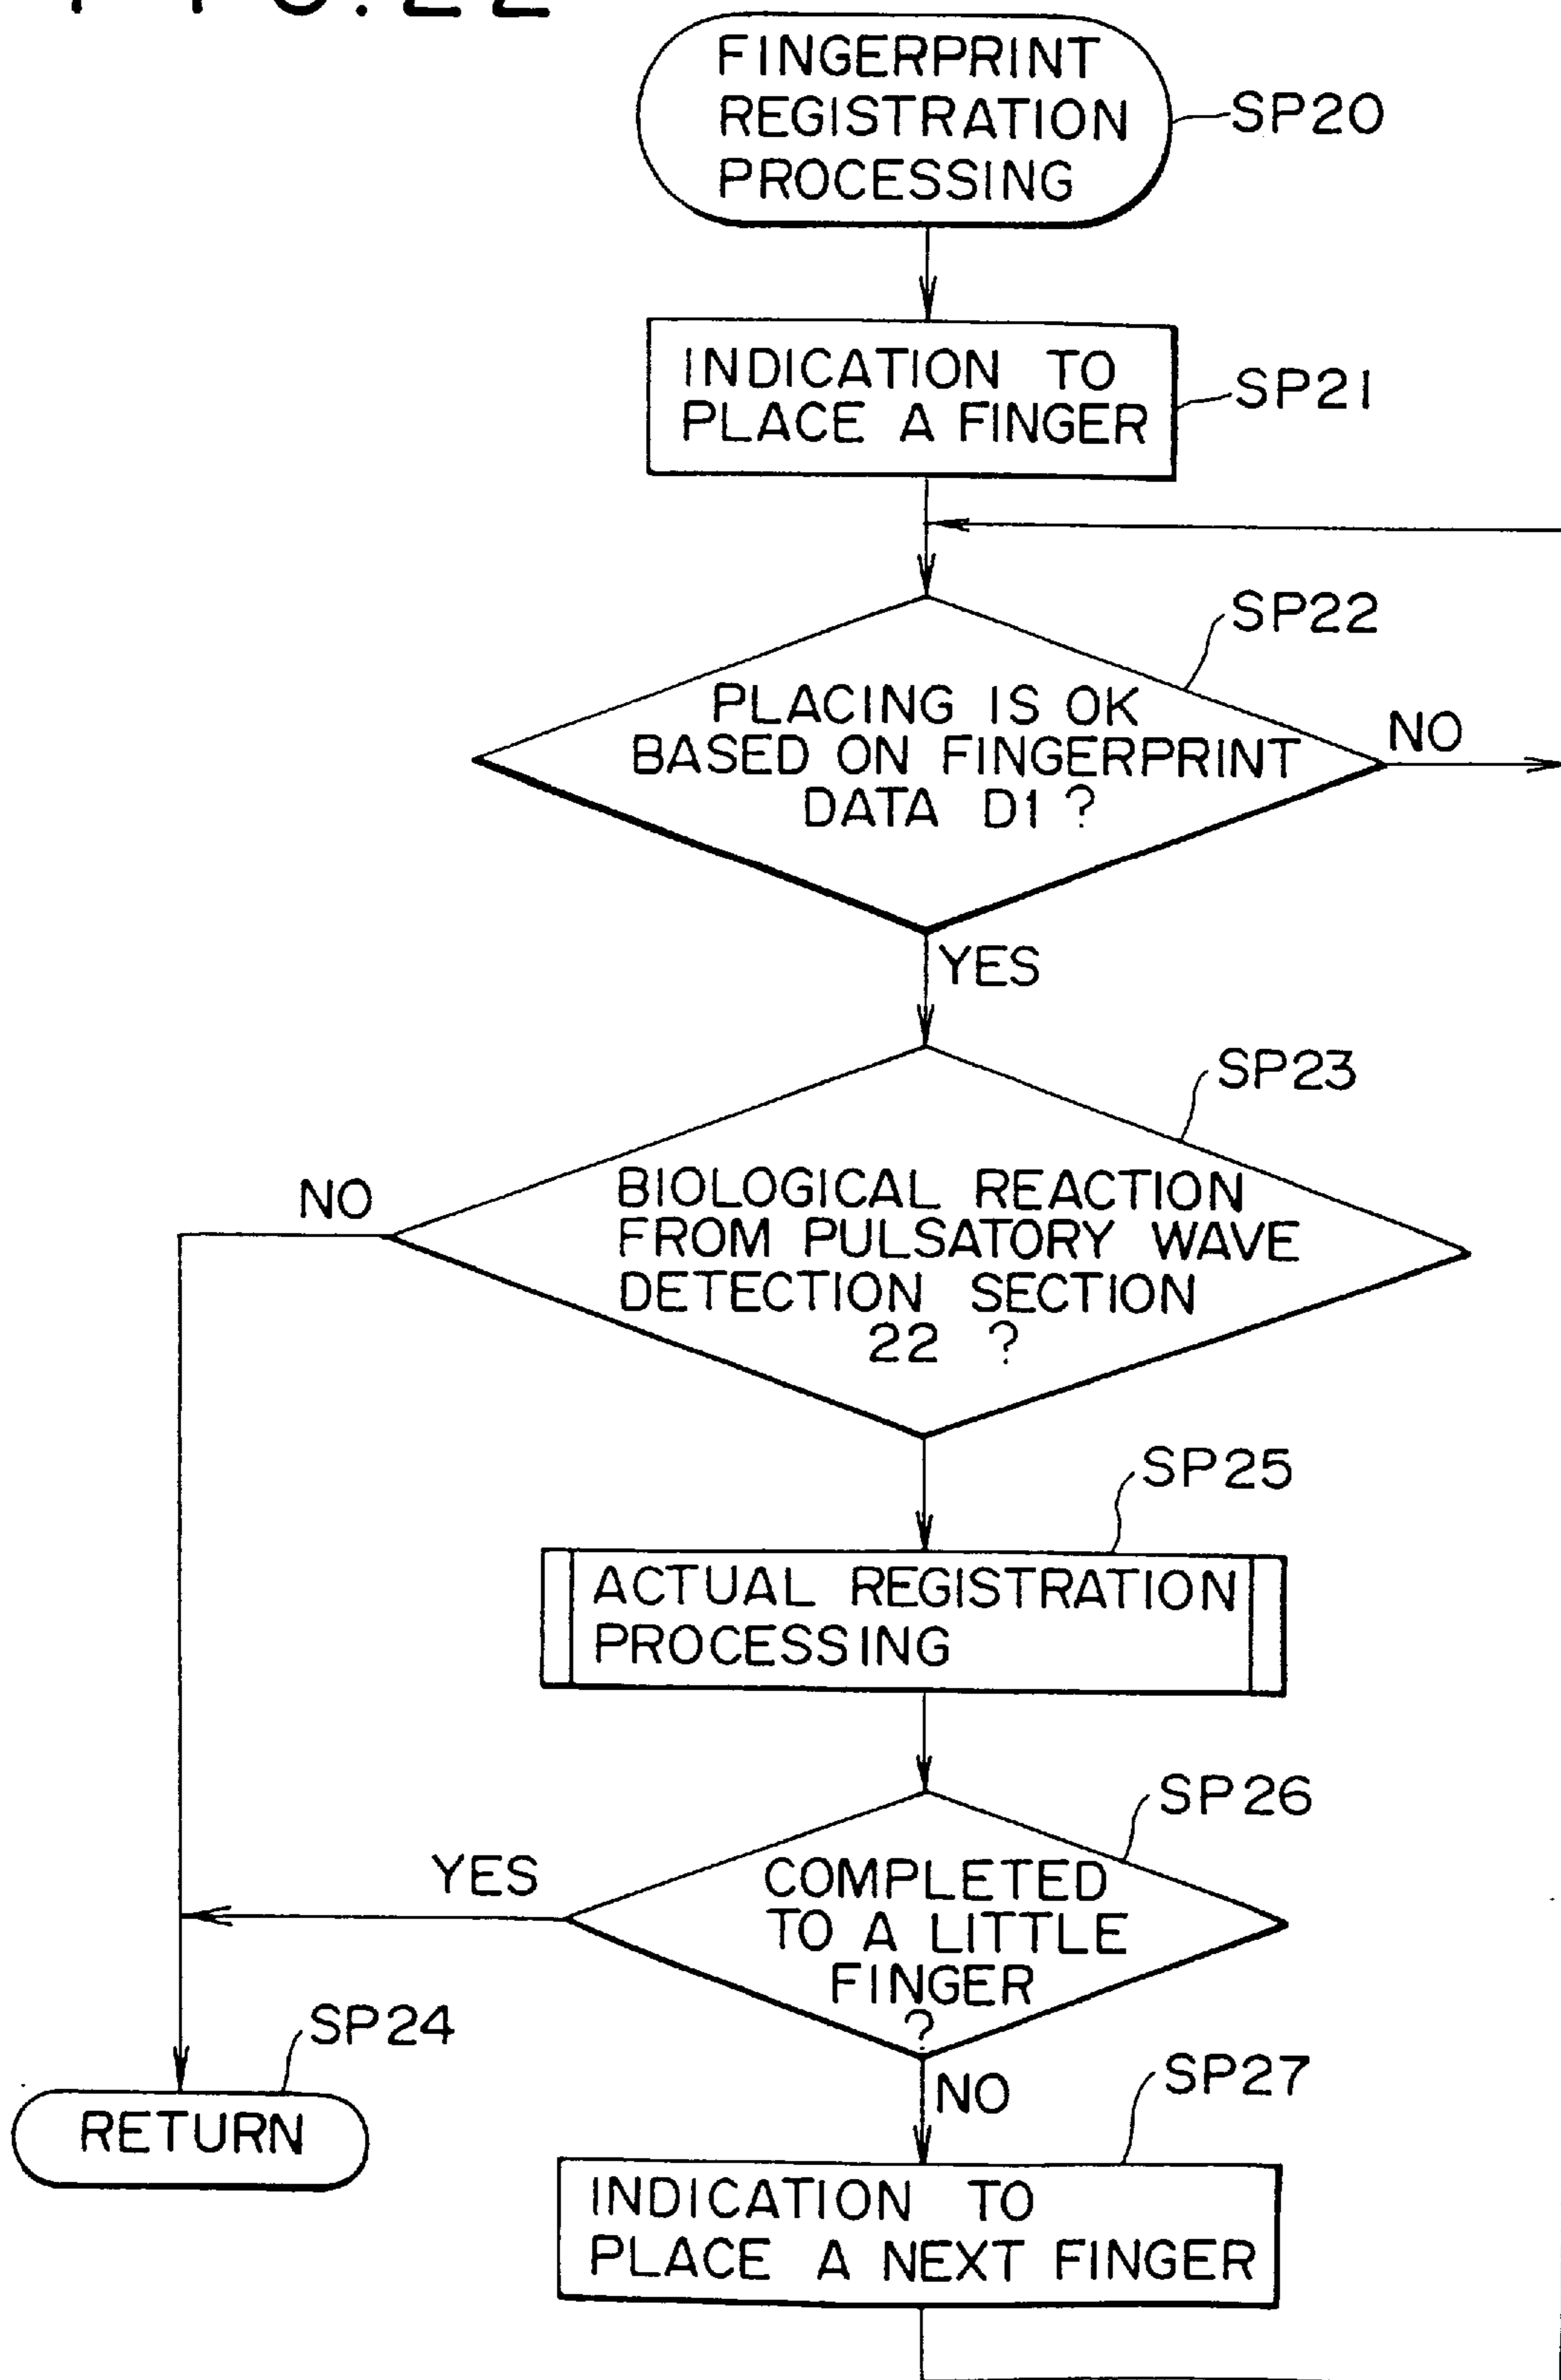 FIG.22
FINGERPRINT
REGISTRATION
PROCESSING
SP20
INDICATION TO
PLACE A FINGER
SP21
SP22
PLACING IS OK
BASED ON FINGERPRINT
DATA D1 ?
NO
YES
SP23
NO
BIOLOGICAL REACTION
FROM PULSATORY WAVE
DETECTION SECTION
22 ?
SP25
ACTUAL REGISTRATION
PROCESSING
SP26
YES
COMPLETED
TO A LITTLE
FINGER
?
SP24
RETURN
NO
SP27
INDICATION TO
PLACE A NEXT FINGER